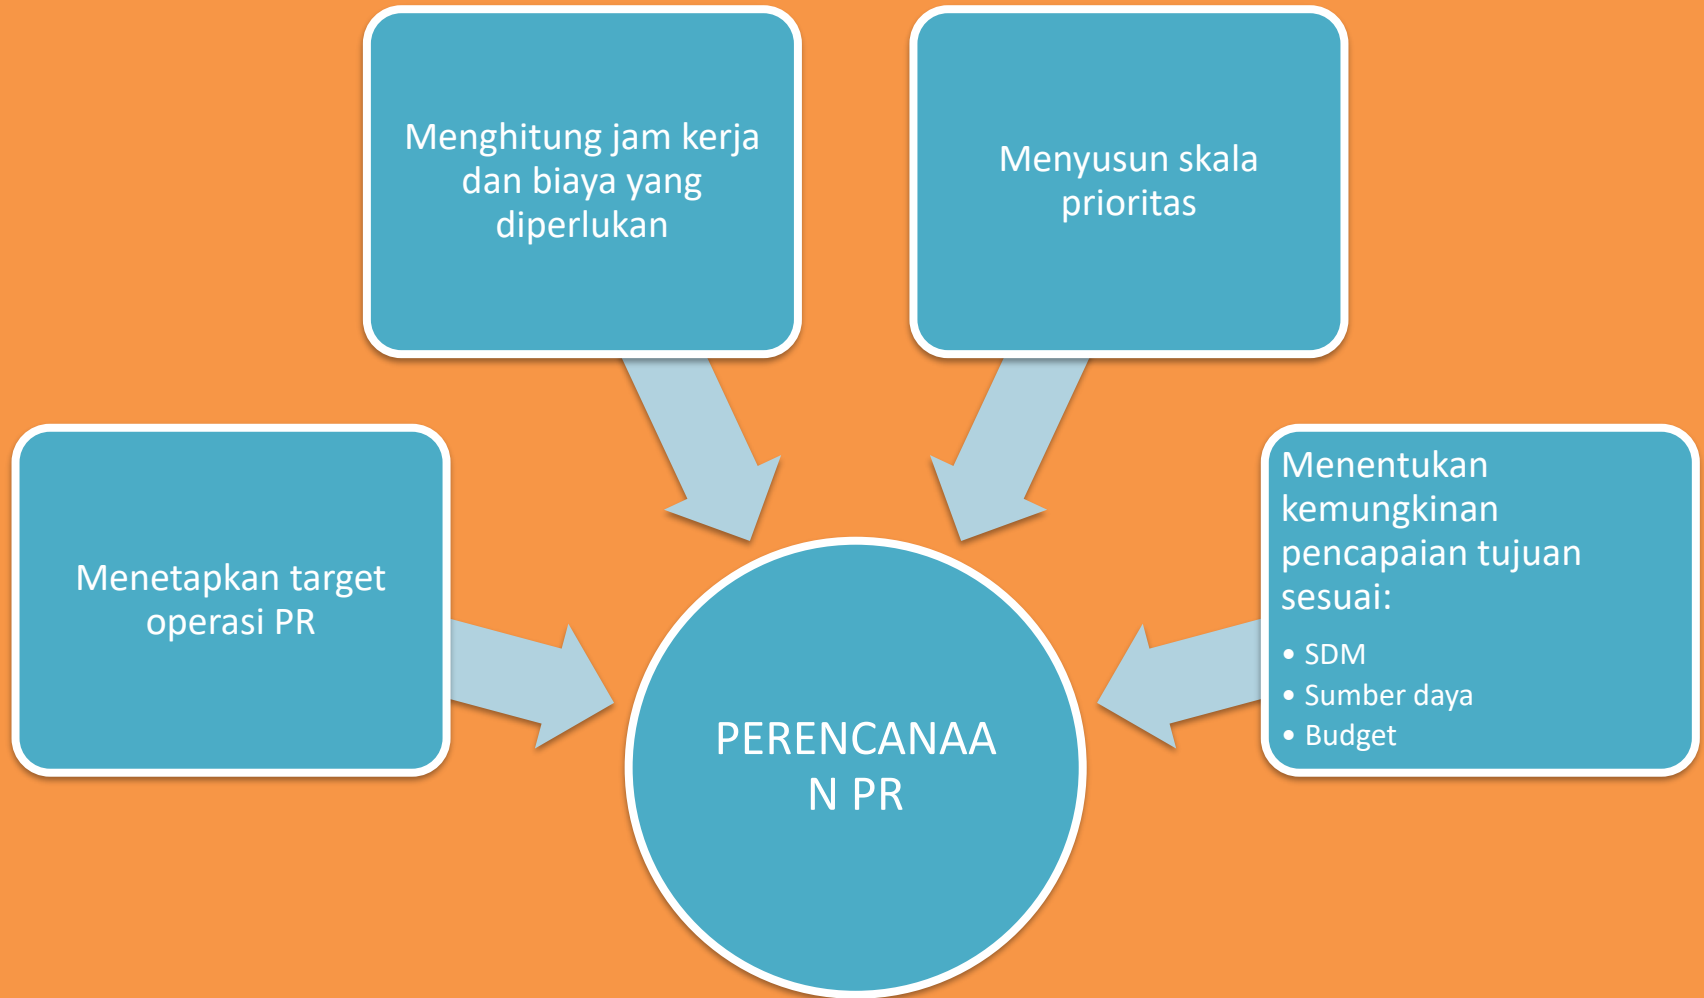 Menghitung jam kerja
dan biaya yang
diperlukan
Menyusun skala
prioritas
Menetapkan target
operasi PR
Menentukan
kemungkinan
pencapaian tujuan
sesuai:
• SDM
• Sumber daya
• Budget
PERENCANAA
N PR